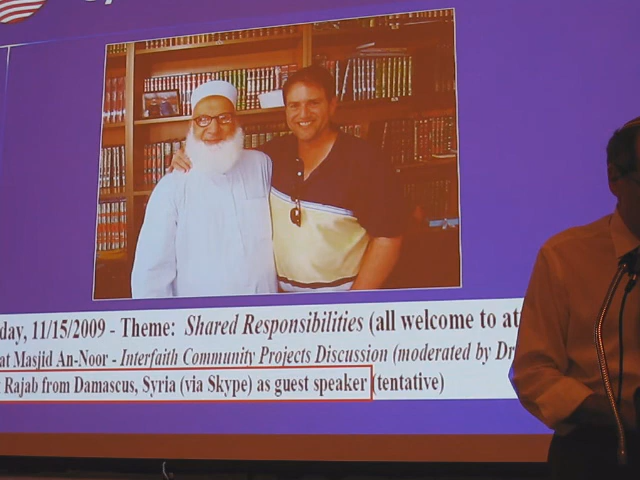 day, 11/15/2009 - Theme: Shared Responsibilities (all welcome to at
at Masjid An-Noor - Interfaith Community Projects Discussion (moderated by Dr
Rajab from Damascus, Syria (via Skype) as guest speaker (tentative)